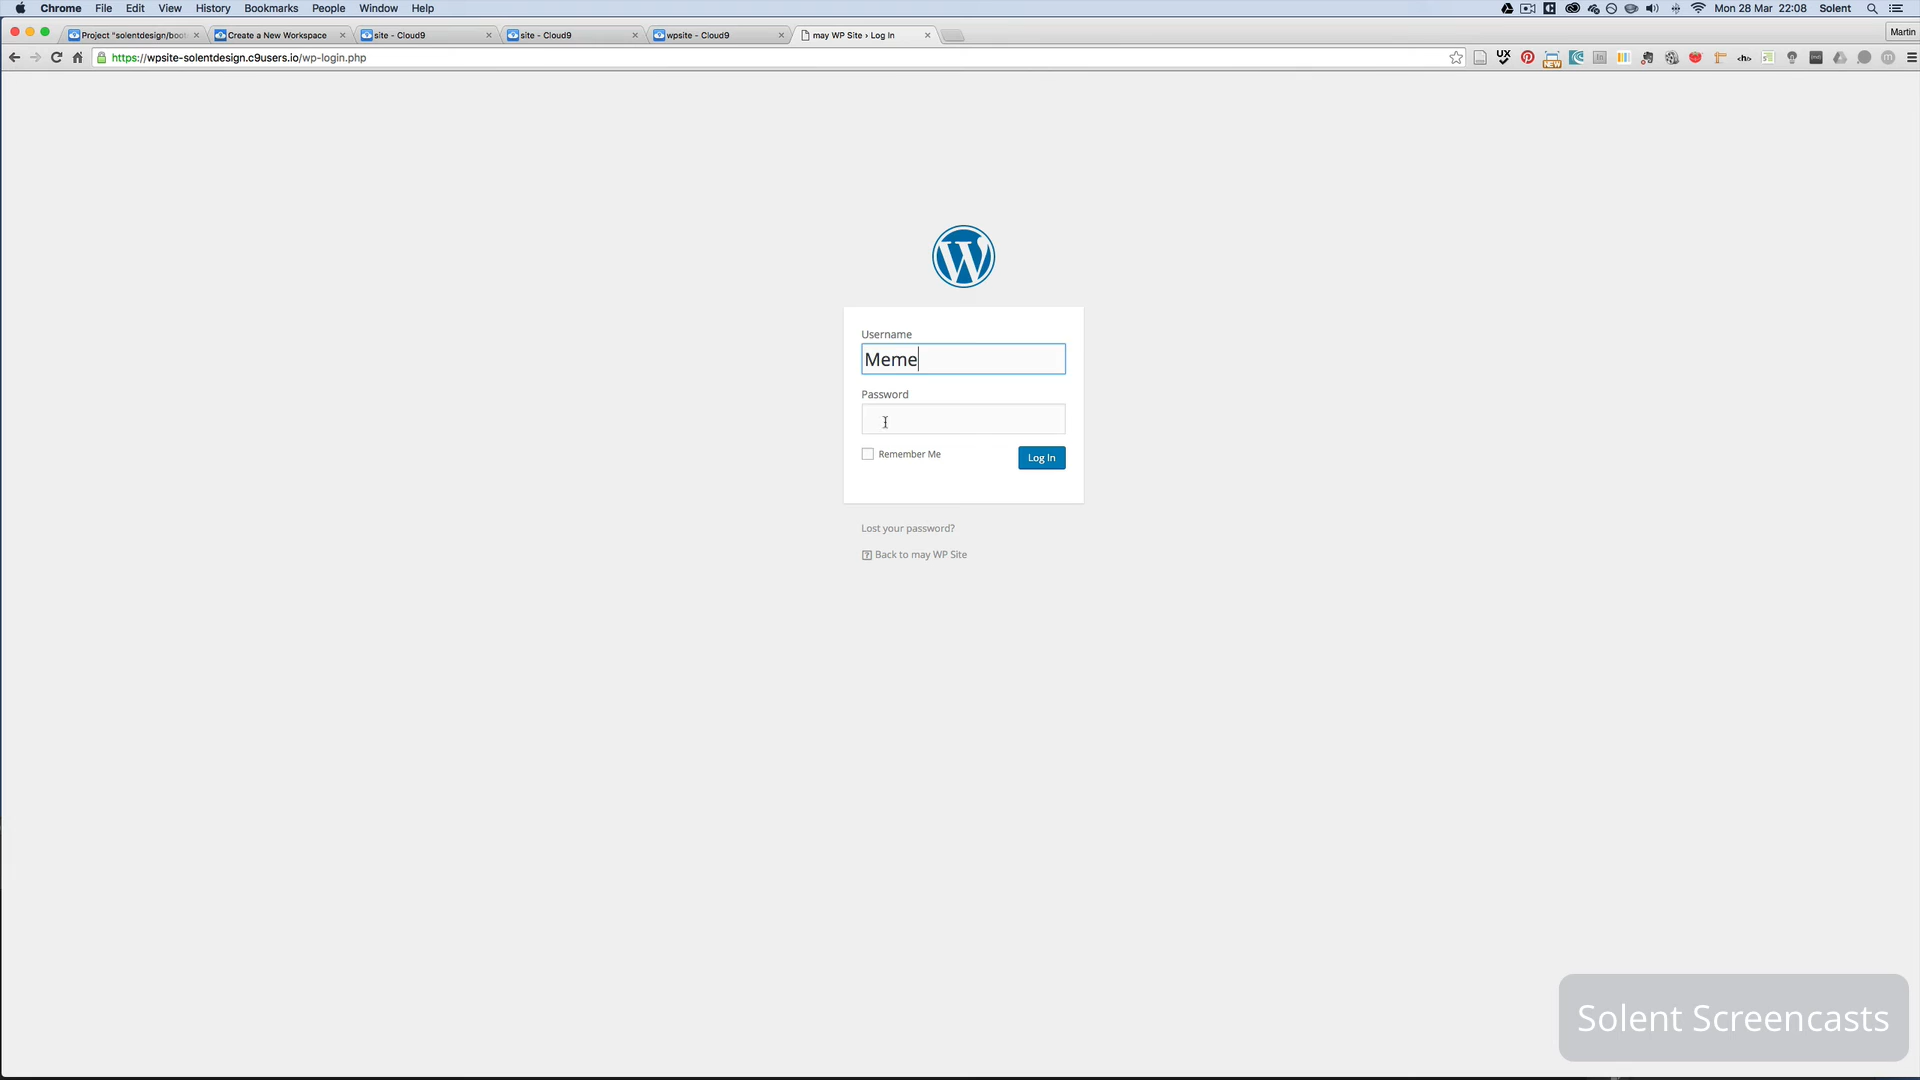 Chrome File Edit View History Bookmarks People Window Help Mon 28 Mar 22:08 Solent
Project "solentdesign/boo Create a New Workspace site - Cloud9 site - Cloud9 wpsite - Cloud9 may WP Site › Log In Martin
https://wpsite-solentdesign.c9users.io/wp-login.php
UX
NEW
Username
Meme
Password
Remember Me Log In
Lost your password?
Back to may WP Site
Solent Screencasts